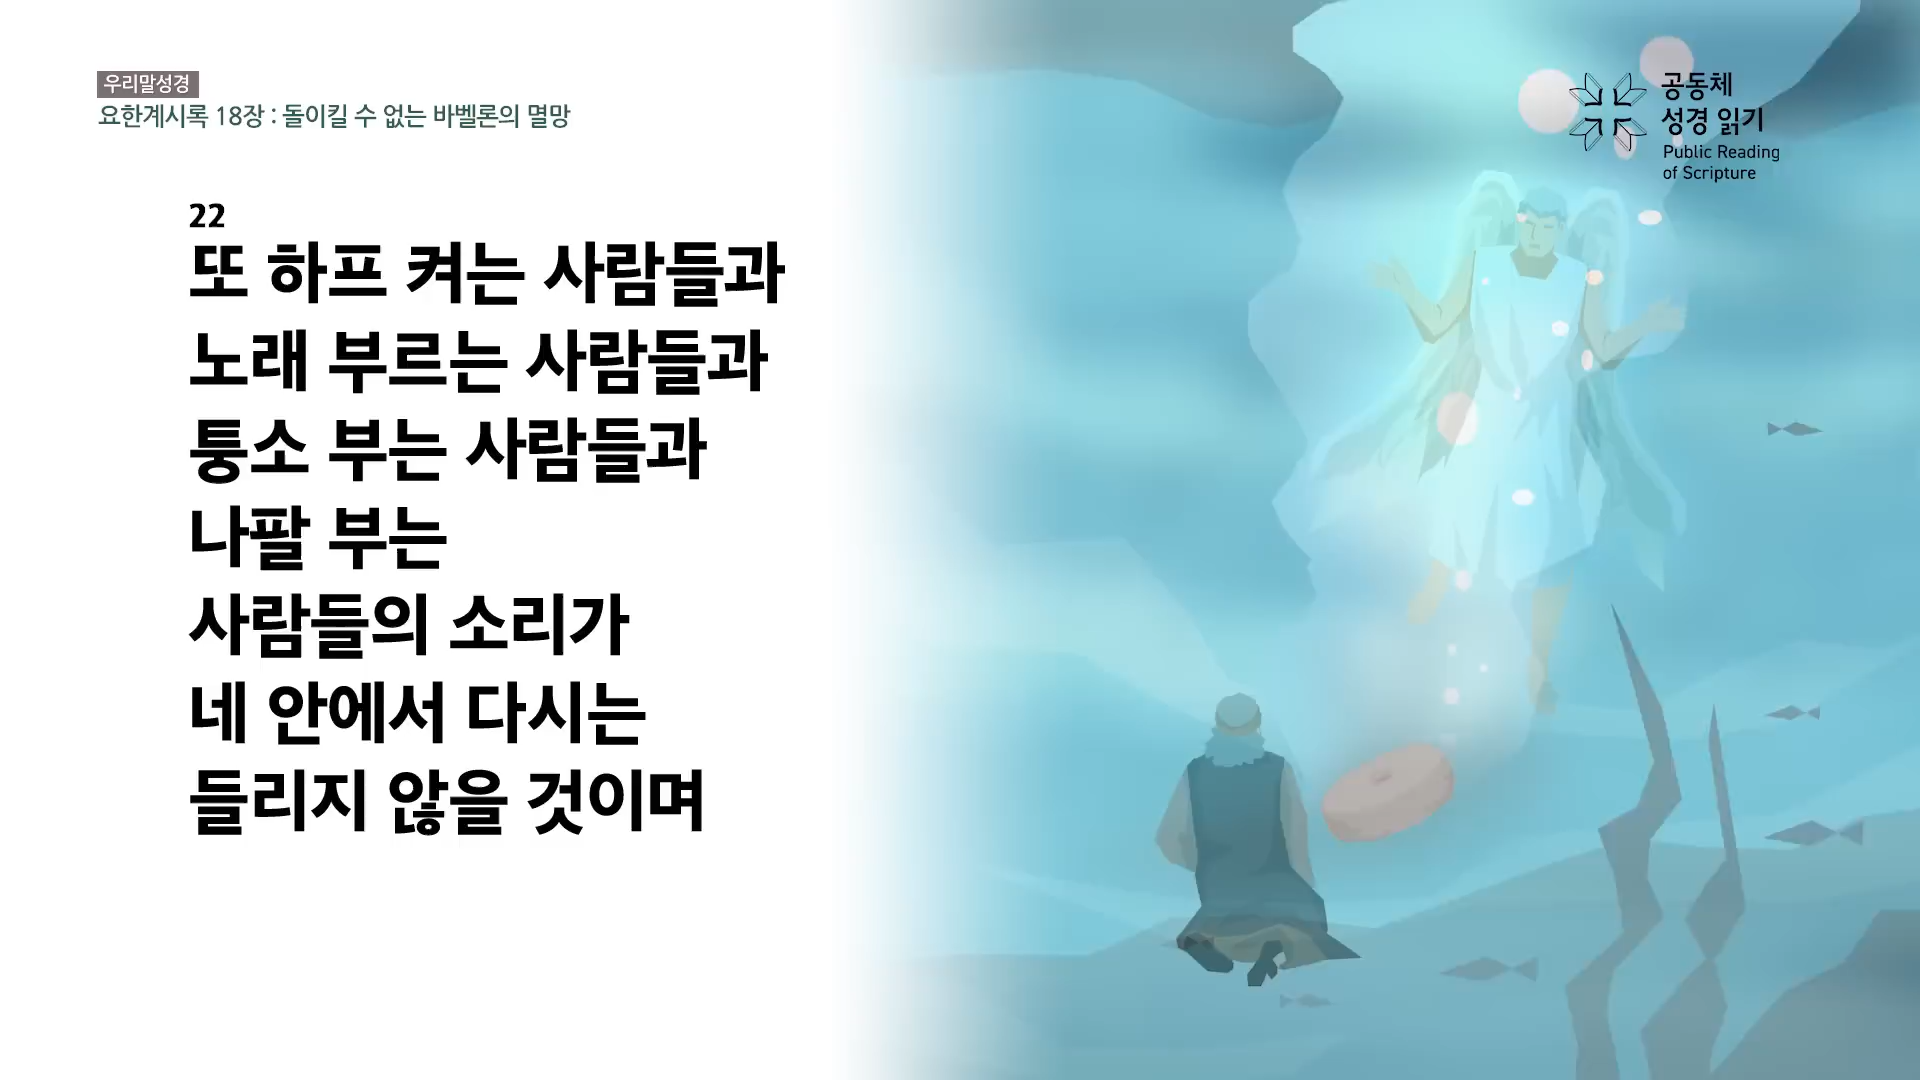 우리말성경
요한계시록 18장 : 돌이킬 수 없는 바벨론의 멸망
공동체
성경 읽기
Public Reading
of Scripture
22
또 하프 켜는 사람들과
노래 부르는 사람들과
퉁소 부는 사람들과
나팔 부는
사람들의 소리가
네 안에서 다시는
들리지 않을 것이며